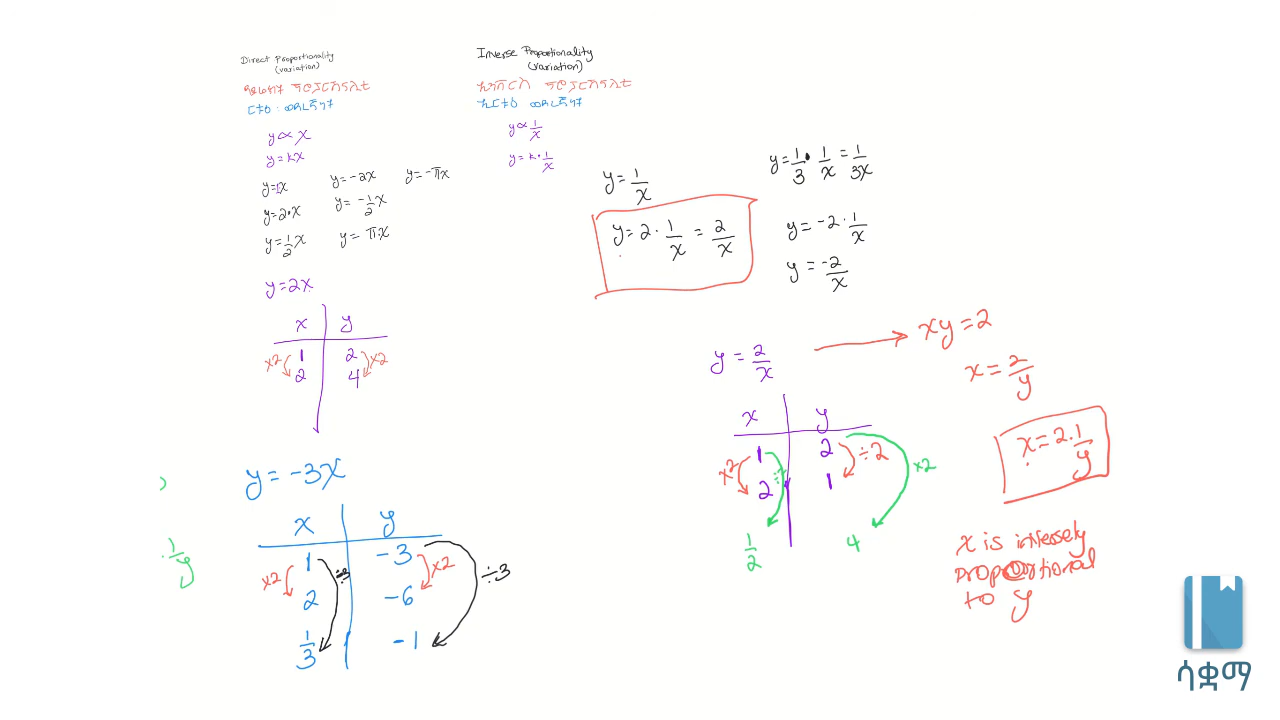 Direct Proportionality
(variation)
y ∝ x
y = kx
y = 1x
y = -2x
y = -πx
y = 2·x
y = -1/2 x
y = 1/2 x
y = πx
y = 2x
x y
1 2
2 4
×2 ×2
y = -3x
x y
1 -3
2 -6
1/3 -1
×2 ÷3 ×2 ÷3
· 1/y
Inverse Proportionality
(variation)
y ∝ 1/x
y = k · 1/x
y = 1/x
y = 2 · 1/x = 2/x
y = 1/3 · 1/x = 1/3x
y = -2 · 1/x
y = -2/x
y = 2/x
xy = 2
x = 2/y
x = 2 · 1/y
x y
1 2
2 1
1/2 4
×2 ÷2 ×2
x is inversely
proportional
to y
ሳቋማ